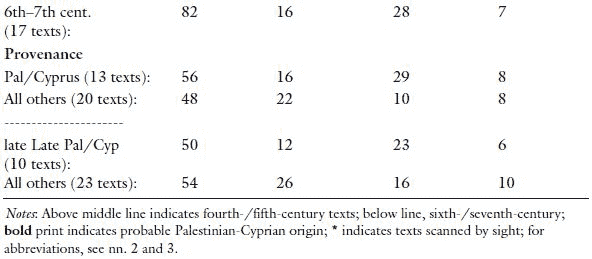 6th–7th cent. 82 16 28 7
(17 texts):
Provenance
Pal/Cyprus (13 texts): 56 16 29 8
All others (20 texts): 48 22 10 8
----------------------
late Late Pal/Cyp 50 12 23 6
(10 texts):
All others (23 texts): 54 26 16 10
Notes: Above middle line indicates fourth-/fifth-century texts; below line, sixth-/seventh-century;
bold print indicates probable Palestinian-Cyprian origin; * indicates texts scanned by sight; for
abbreviations, see nn. 2 and 3.